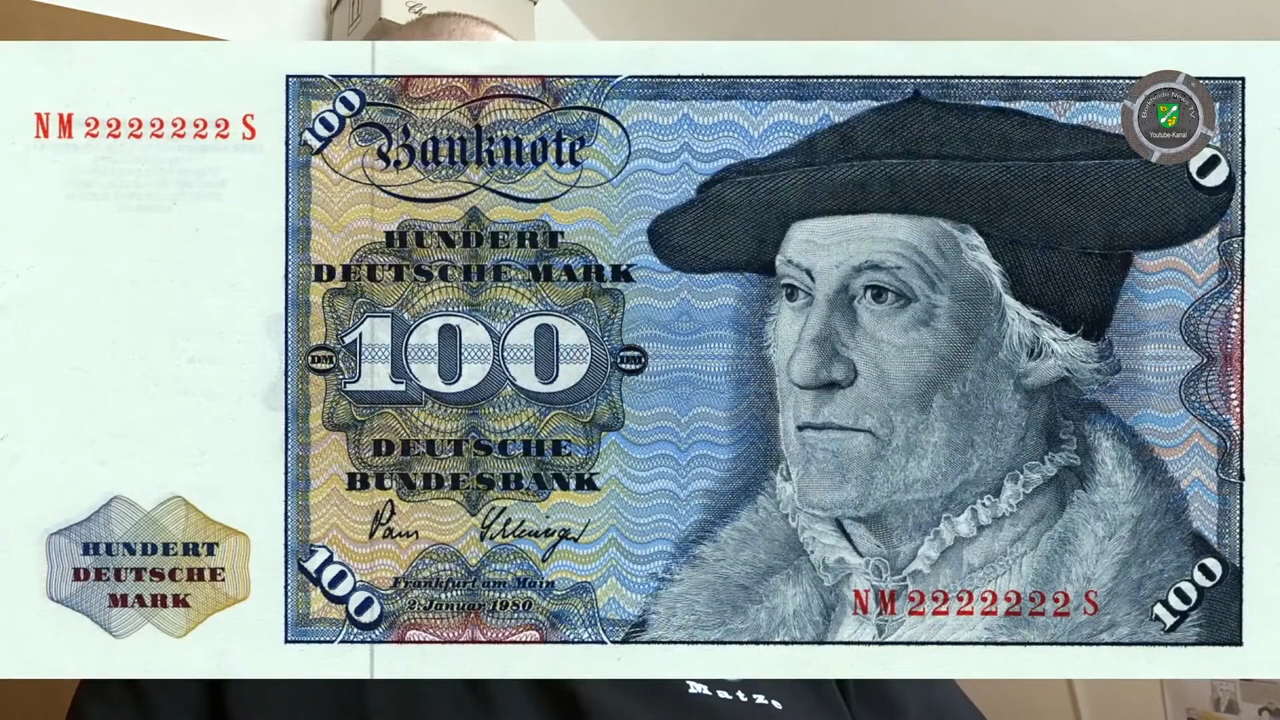 NM2222222S
100
Banknote
HUNDERT
DEUTSCHE MARK
DM 100 DM
DEUTSCHE
BUNDESBANK
Frankfurt am Main
2. Januar 1980
100
HUNDERT
DEUTSCHE
MARK
NM2222222S
100
0
Youtube-Kanal
Matze